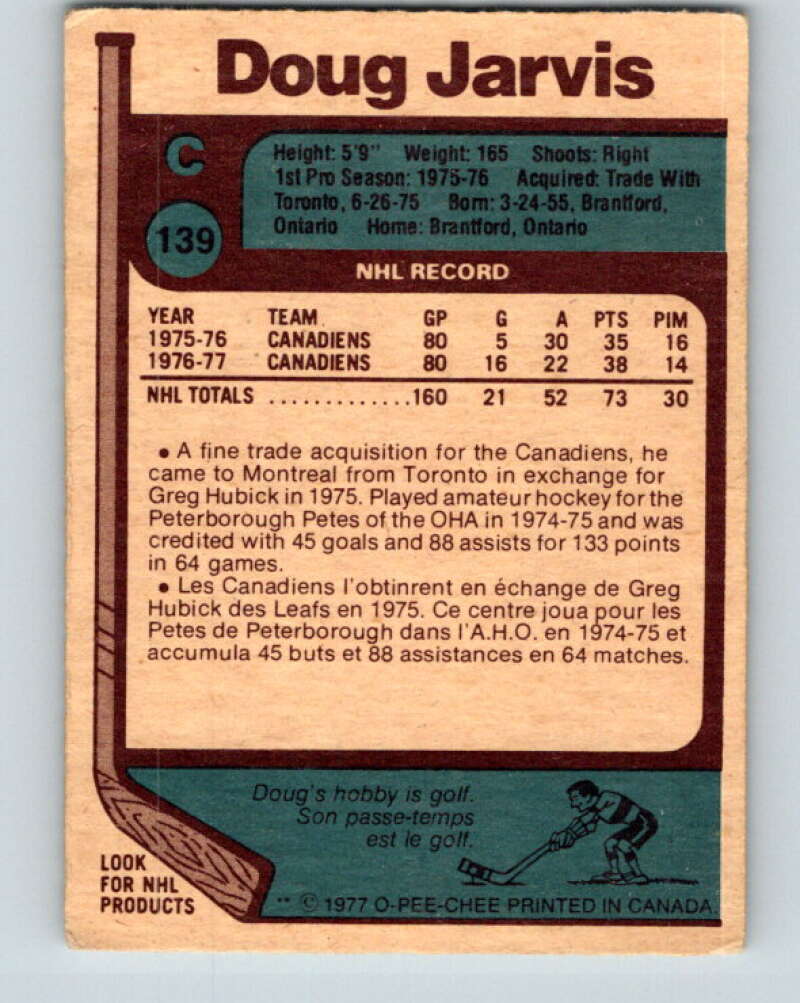 Doug Jarvis
C
Height: 5'9" Weight: 165 Shoots: Right
1st Pro Season: 1975-76 Acquired: Trade With
Toronto, 6-26-75 Born: 3-24-55, Brantford,
Ontario Home: Brantford, Ontario
139
NHL RECORD
YEAR TEAM GP G A PTS PIM
1975-76 CANADIENS 80 5 30 35 16
1976-77 CANADIENS 80 16 22 38 14
NHL TOTALS .............160 21 52 73 30
• A fine trade acquisition for the Canadiens, he
came to Montreal from Toronto in exchange for
Greg Hubick in 1975. Played amateur hockey for the
Peterborough Petes of the OHA in 1974-75 and was
credited with 45 goals and 88 assists for 133 points
in 64 games.
• Les Canadiens l'obtinrent en échange de Greg
Hubick des Leafs en 1975. Ce centre joua pour les
Petes de Peterborough dans l'A.H.O. en 1974-75 et
accumula 45 buts et 88 assistances en 64 matches.
Doug's hobby is golf.
Son passe-temps
est le golf.
LOOK
FOR NHL
PRODUCTS
** © 1977 O-PEE-CHEE PRINTED IN CANADA